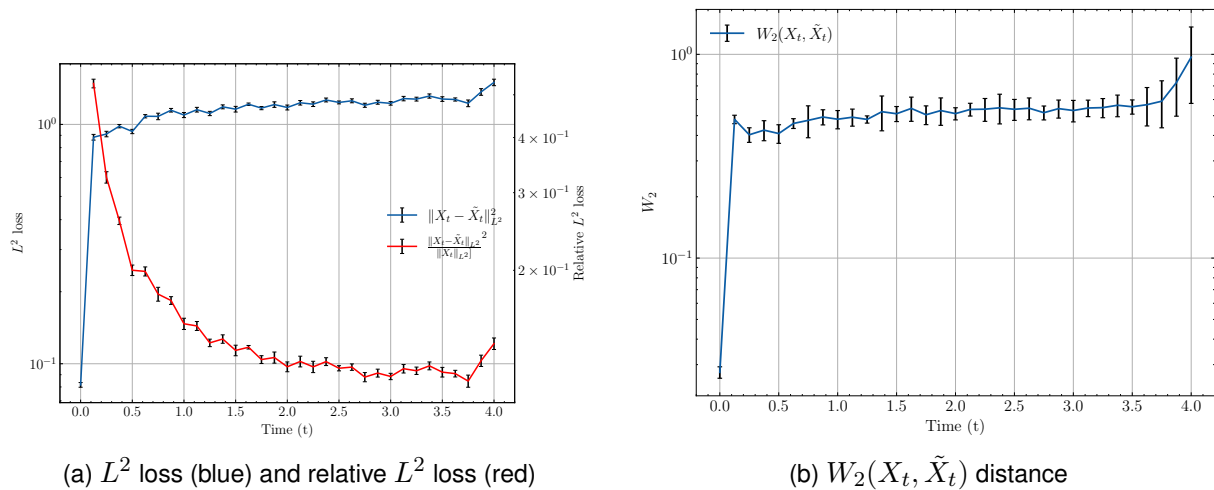 10^0
10^{-1}
L^2 loss
0.0 0.5 1.0 1.5 2.0 2.5 3.0 3.5 4.0
Time (t)
4 × 10^{-1}
3 × 10^{-1}
2 × 10^{-1}
Relative L^2 loss
‖X_t − X̃_t‖²_{L²}
‖X_t−X̃_t‖_{L²} ²
‖X_t‖_{L²]}
(a) L^2 loss (blue) and relative L^2 loss (red)
W_2(X_t, X̃_t)
10^0
10^{-1}
W_2
0.0 0.5 1.0 1.5 2.0 2.5 3.0 3.5 4.0
Time (t)
(b) W_2(X_t, X̃_t) distance